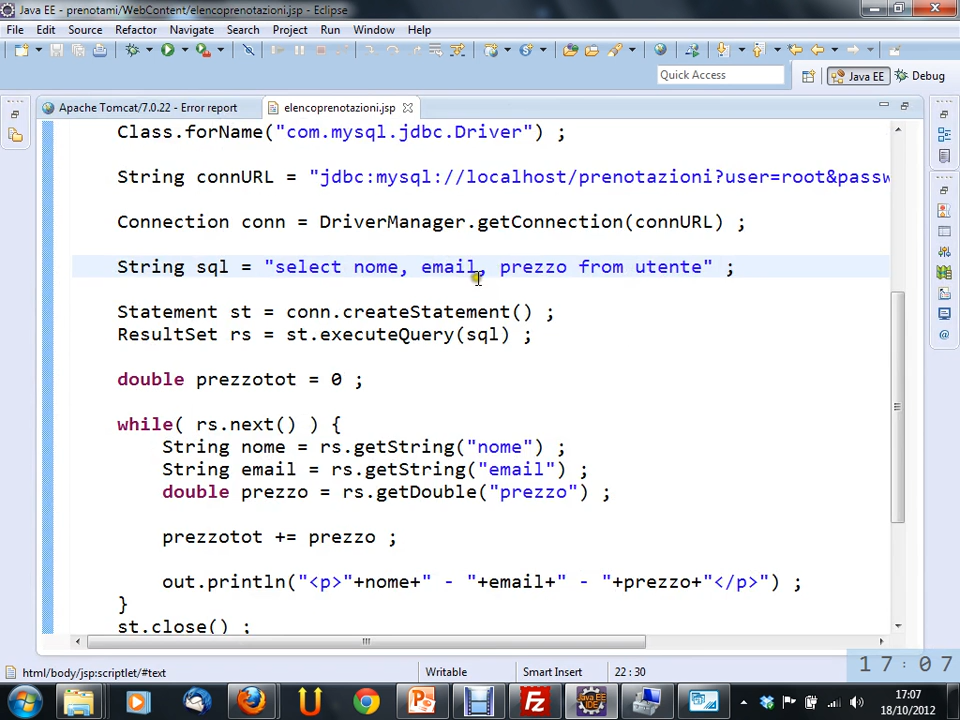 Java EE - prenotami/WebContent/elencoprenotazioni.jsp - Eclipse
File Edit Source Refactor Navigate Search Project Run Window Help
Quick Access
Java EE
Debug
Apache Tomcat/7.0.22 - Error report
elencoprenotazioni.jsp
Class.forName("com.mysql.jdbc.Driver") ;
String connURL = "jdbc:mysql://localhost/prenotazioni?user=root&passw
Connection conn = DriverManager.getConnection(connURL) ;
String sql = "select nome, email, prezzo from utente" ;
Statement st = conn.createStatement() ;
ResultSet rs = st.executeQuery(sql) ;
double prezzotot = 0 ;
while( rs.next() ) {
String nome = rs.getString("nome") ;
String email = rs.getString("email") ;
double prezzo = rs.getDouble("prezzo") ;
prezzotot += prezzo ;
out.println("<p>"+nome+" - "+email+" - "+prezzo+"</p>") ;
}
st.close() ;
html/body/jsp:scriptlet/#text
Writable
Smart Insert
22 : 30
17:07
17:07
18/10/2012